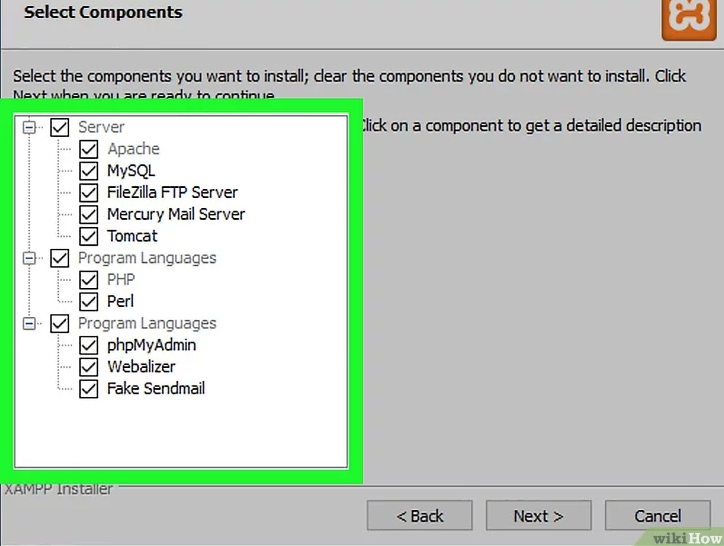 Select Components
Select the components you want to install; clear the components you do not want to install. Click
Next when you are ready to continue
Click on a component to get a detailed description
Server
Apache
MySQL
FileZilla FTP Server
Mercury Mail Server
Tomcat
Program Languages
PHP
Perl
Program Languages
phpMyAdmin
Webalizer
Fake Sendmail
XAMPP Installer
< Back
Next >
Cancel
wikiHow